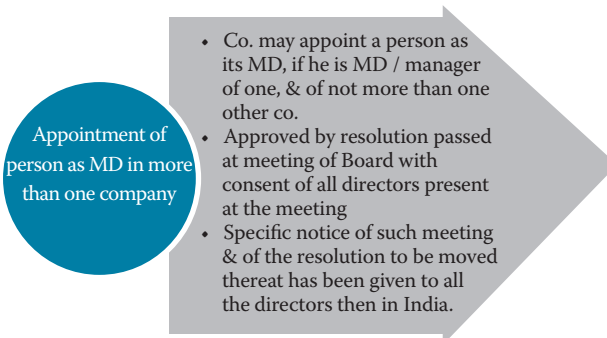 Appointment of
person as MD in more
than one company
• Co. may appoint a person as
its MD, if he is MD / manager
of one, & of not more than one
other co.
• Approved by resolution passed
at meeting of Board with
consent of all directors present
at the meeting
• Specific notice of such meeting
& of the resolution to be moved
thereat has been given to all
the directors then in India.